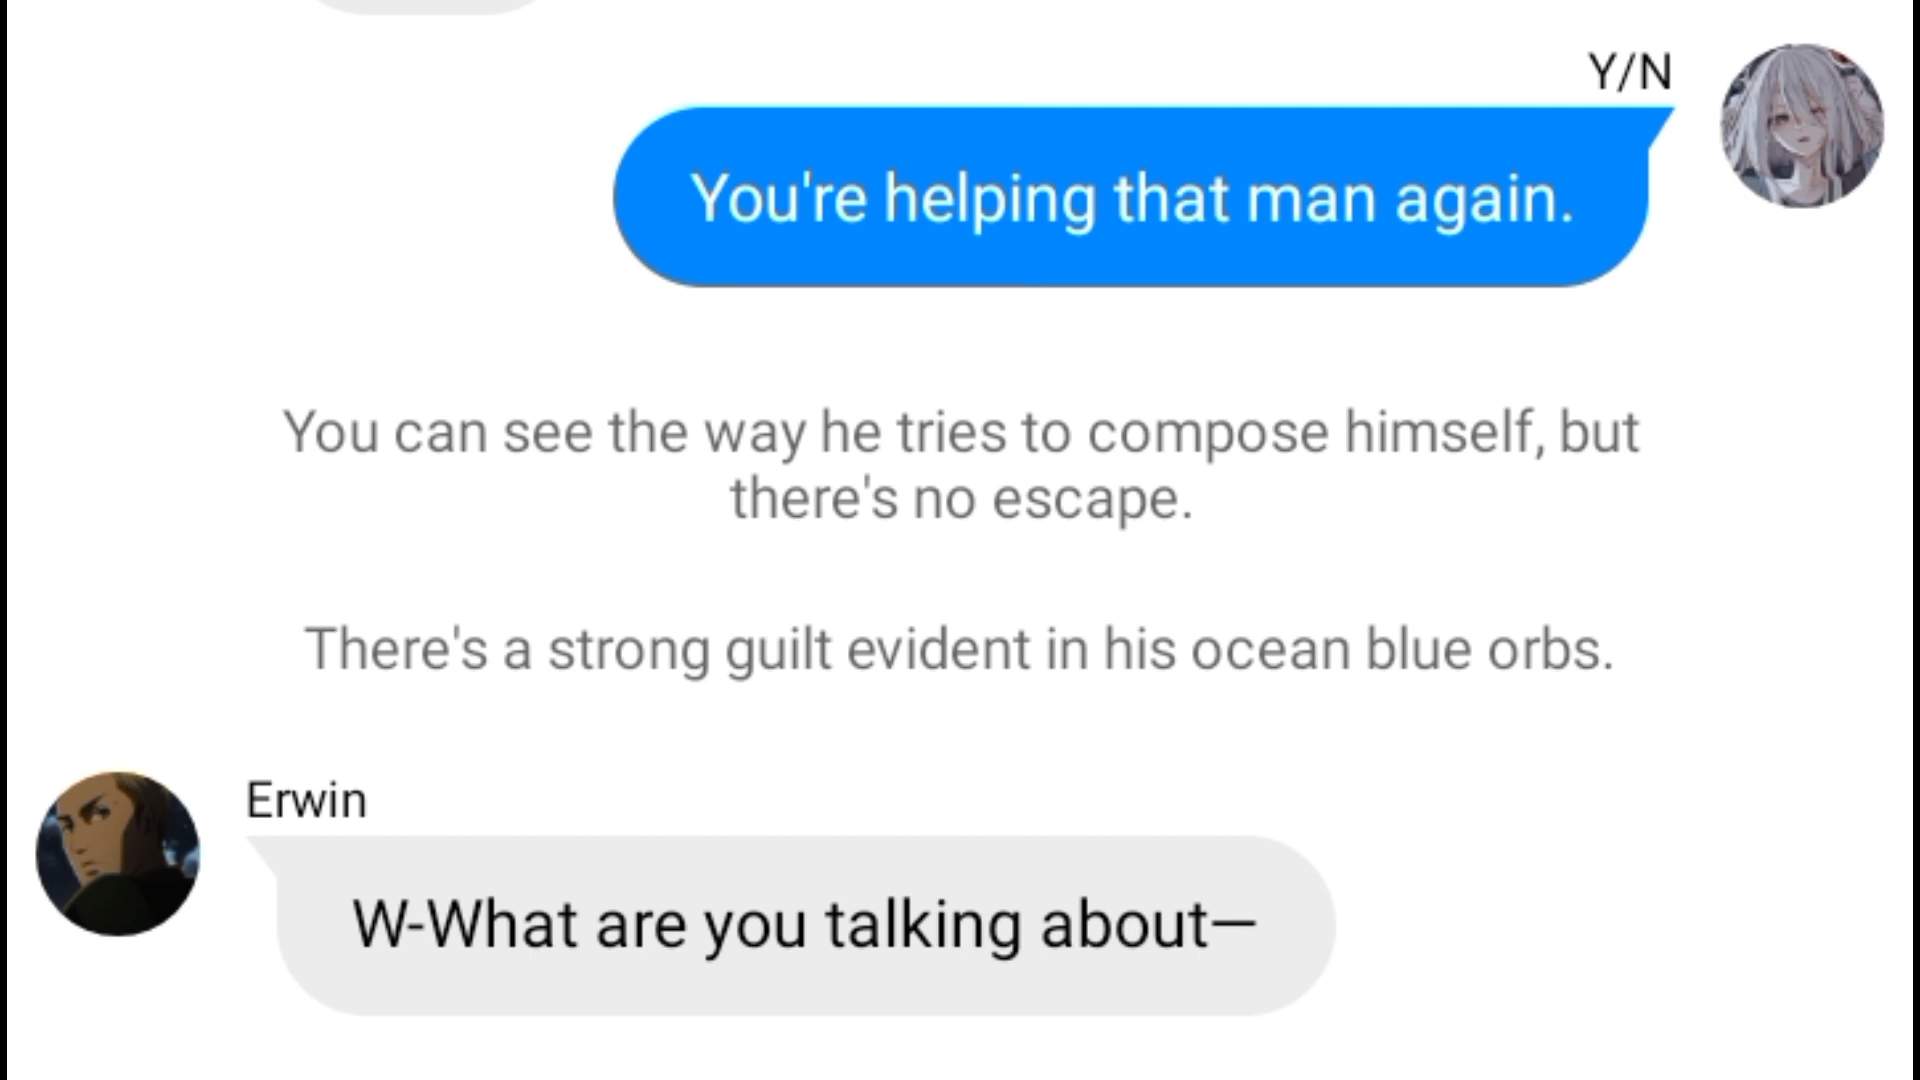 Y/N
You're helping that man again.
You can see the way he tries to compose himself, but
there's no escape.
There's a strong guilt evident in his ocean blue orbs.
Erwin
W-What are you talking about—